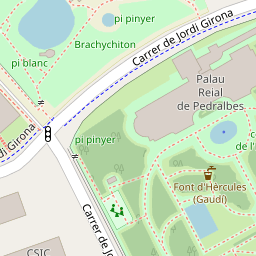 pi pinyer
Brachychiton
pi blanc
Carrer de Jordi Girona
Palau
Reial
de Pedralbes
pi pinyer
Font d'Hèrcules
(Gaudí)
Girona
Carrer de
CSIC